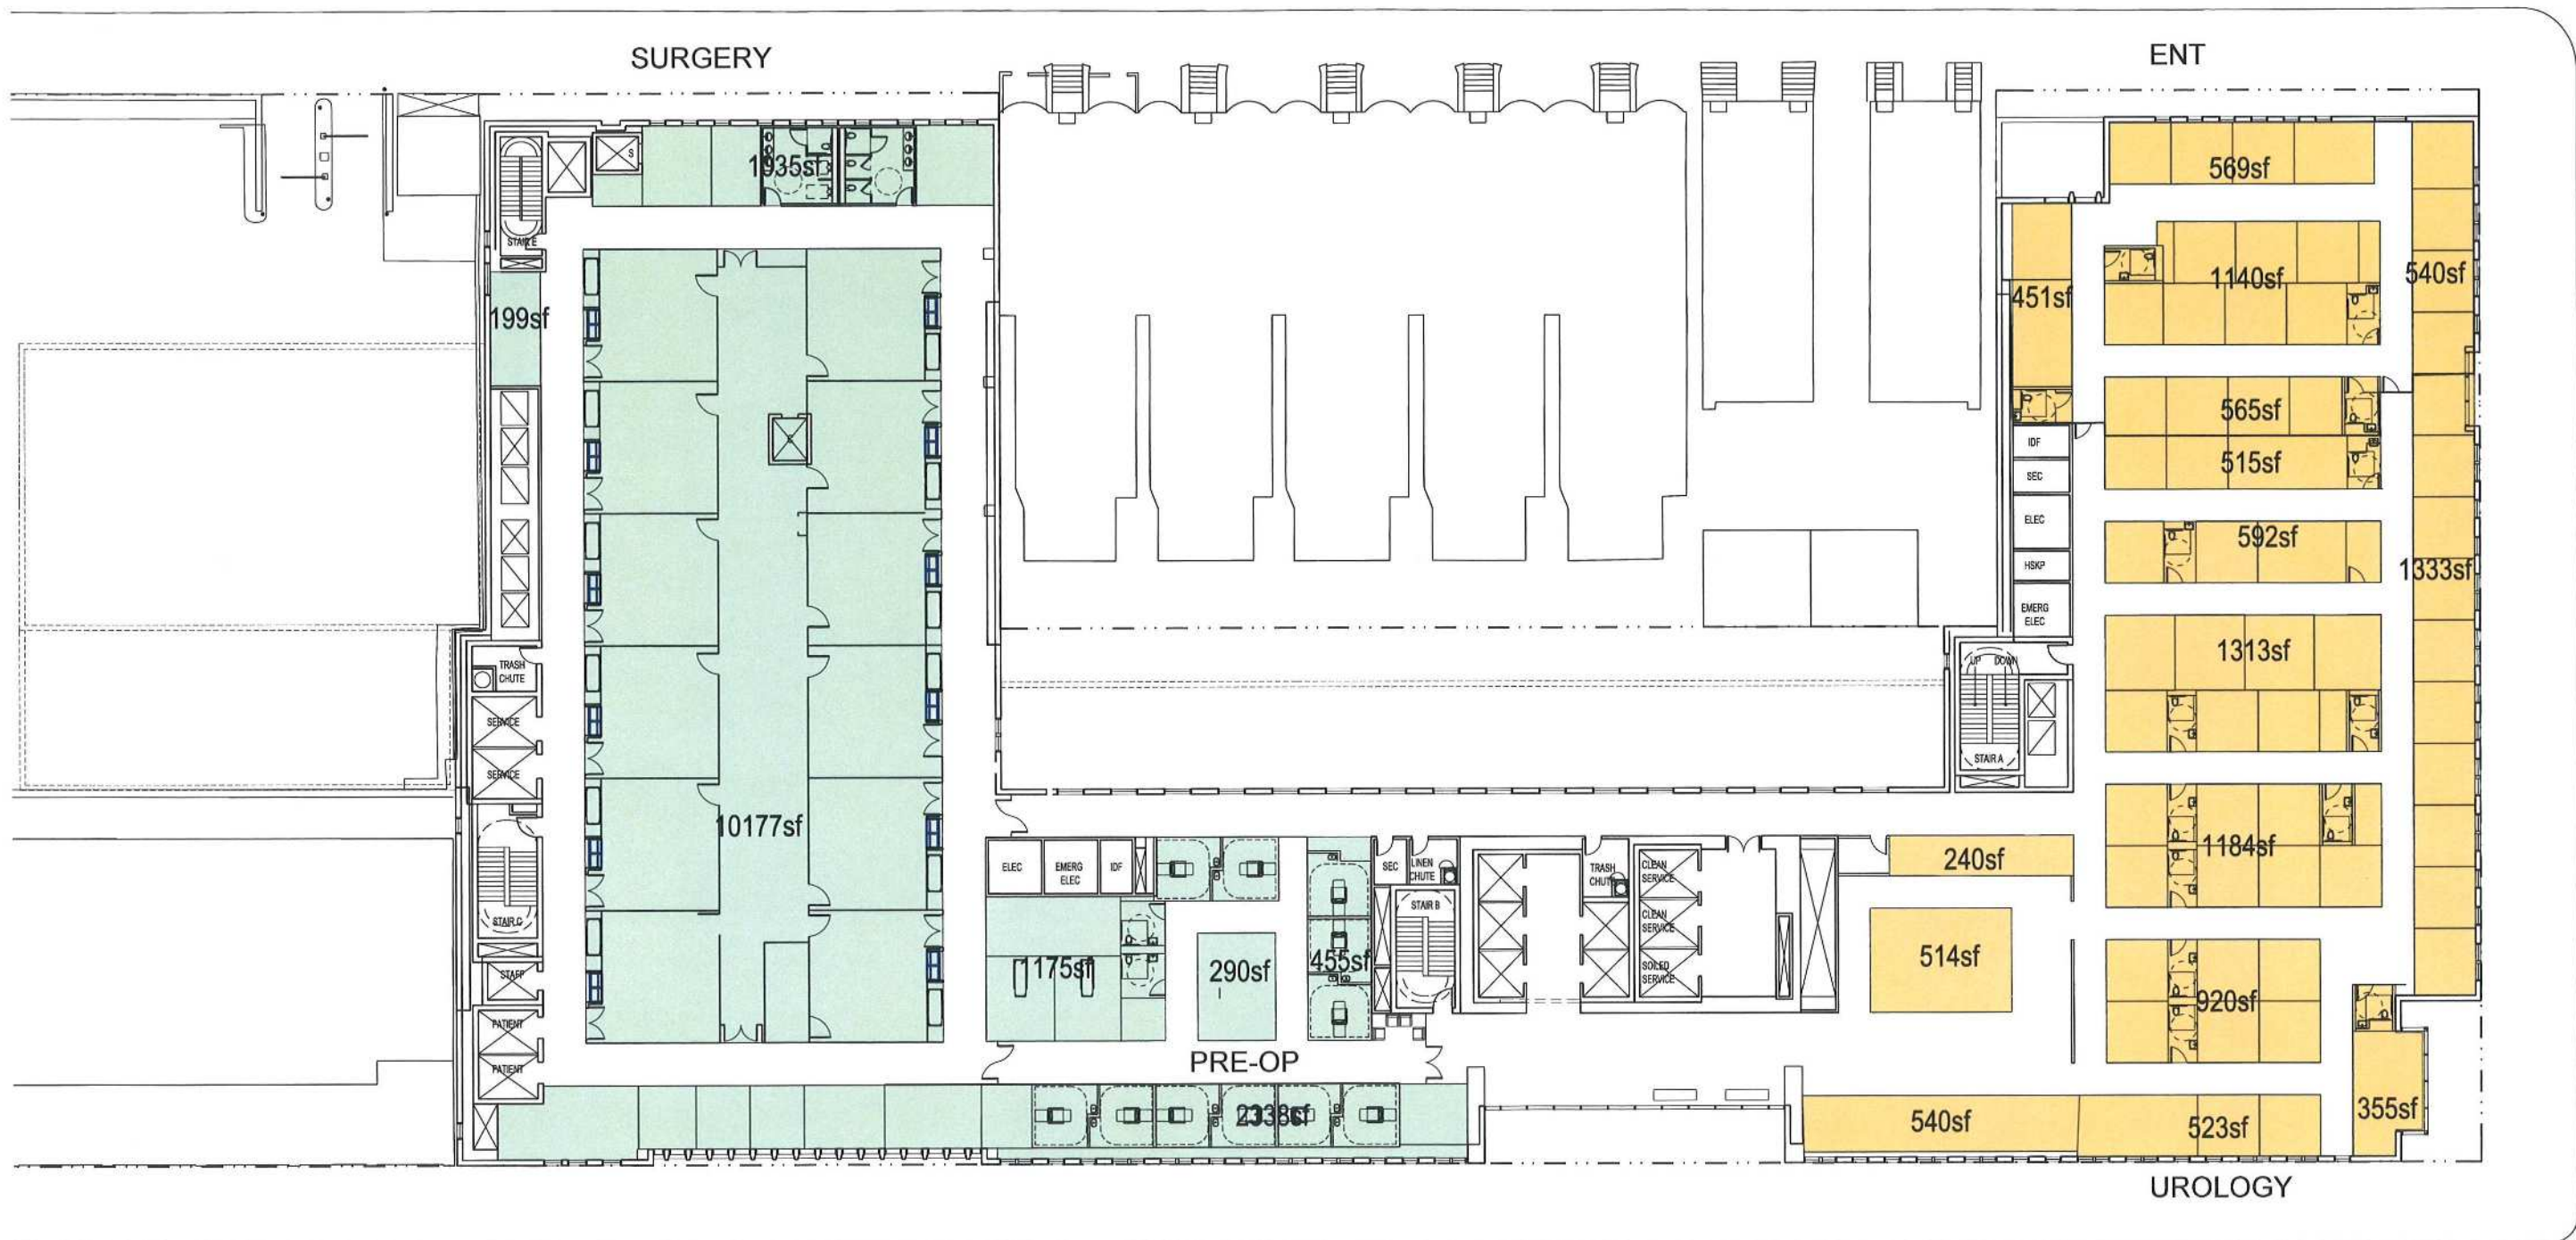 SURGERY
ENT
S
1935sf
569sf
STAIR E
1140sf
540sf
199sf
451sf
565sf
IDF
515sf
SEC
ELEC
592sf
HSKP
1333sf
EMERG
ELEC
1313sf
UP DOWN
TRASH
CHUTE
SERVICE
STAIR A
SERVICE
10177sf
1184sf
ELEC
EMERG
ELEC
IDF
SEC
LINEN
CHUTE
TRASH
CHUTE
CLEAN
SERVICE
240sf
STAIR B
STAIR C
CLEAN
SERVICE
1175sf
290sf
455sf
SOILED
SERVICE
514sf
STAFF
920sf
PATIENT
PRE-OP
PATIENT
2338sf
540sf
523sf
355sf
UROLOGY